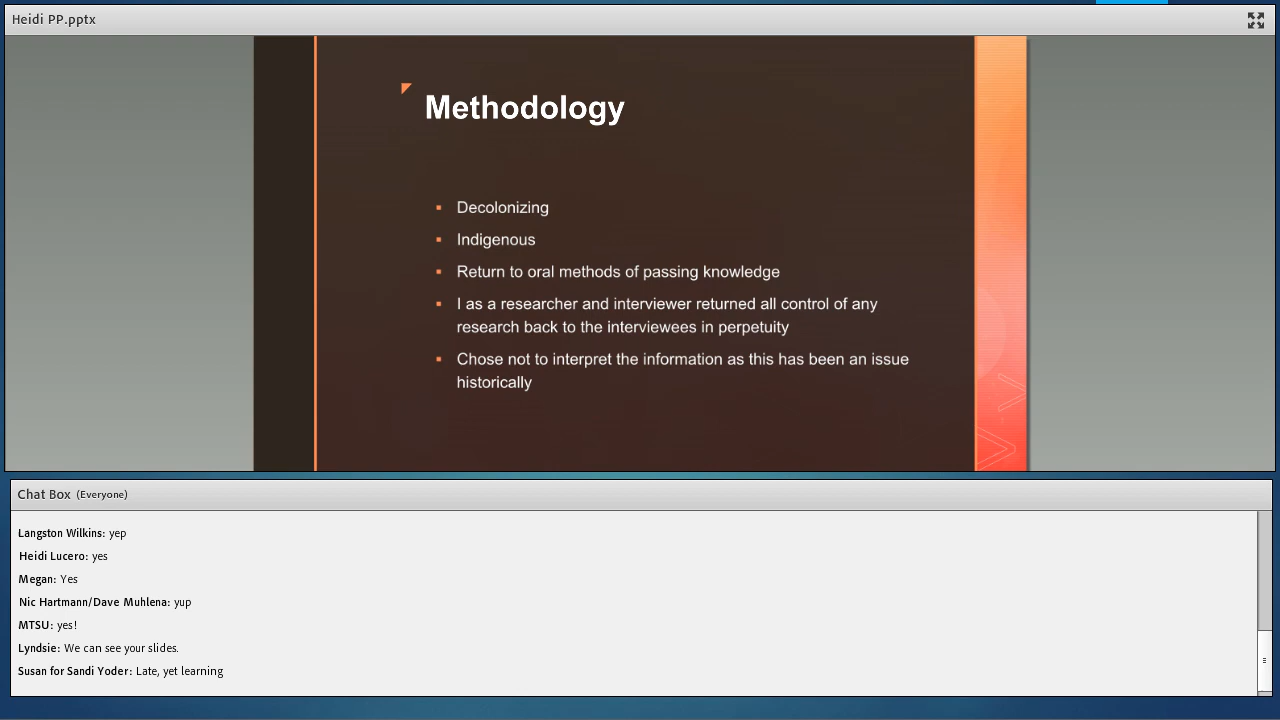 Heidi PP.pptx
Methodology
▪ Decolonizing
▪ Indigenous
▪ Return to oral methods of passing knowledge
▪ I as a researcher and interviewer returned all control of any
research back to the interviewees in perpetuity
▪ Chose not to interpret the information as this has been an issue
historically
Chat Box (Everyone)
Langston Wilkins: yep
Heidi Lucero: yes
Megan: Yes
Nic Hartmann/Dave Muhlena: yup
MTSU: yes!
Lyndsie: We can see your slides.
Susan for Sandi Yoder: Late, yet learning